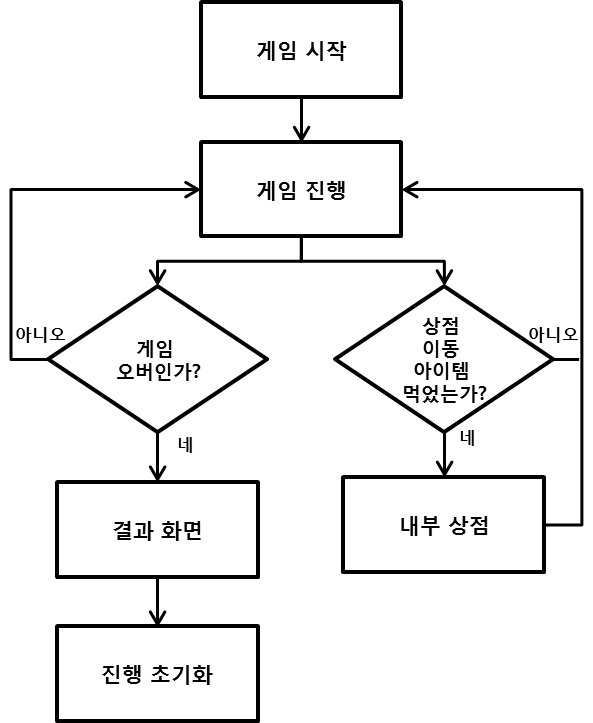 게임 시작
게임 진행
아니오
게임
오버인가?
네
상점
이동
아이템
먹었는가?
아니오
네
결과 화면
내부 상점
진행 초기화